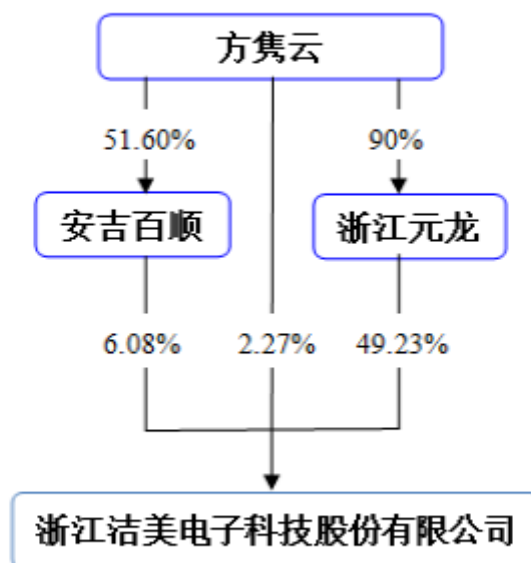 方隽云
51.60%
90%
安吉百顺
浙江元龙
6.08%
2.27%
49.23%
浙江洁美电子科技股份有限公司